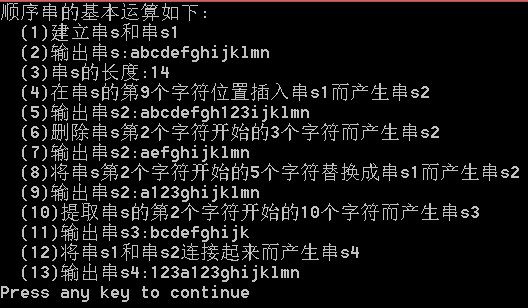 顺序串的基本运算如下:
(1)建立串s和串s1
(2)输出串s:abcdefghijklmn
(3)串s的长度:14
(4)在串s的第9个字符位置插入串s1而产生串s2
(5)输出串s2:abcdefgh123ijklmn
(6)删除串s第2个字符开始的3个字符而产生串s2
(7)输出串s2:aefghijklmn
(8)将串s第2个字符开始的5个字符替换成串s1而产生串s2
(9)输出串s2:a123ghijklmn
(10)提取串s的第2个字符开始的10个字符而产生串s3
(11)输出串s3:bcdefghijk
(12)将串s1和串s2连接起来而产生串s4
(13)输出串s4:123a123ghijklmn
Press any key to continue